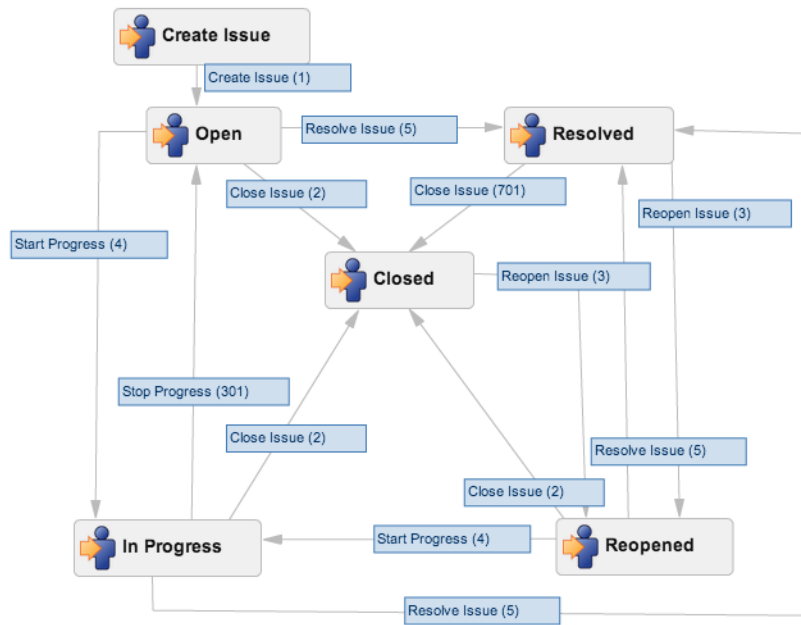 Create Issue
Create Issue (1)
Open
Resolve Issue (5)
Resolved
Close Issue (2)
Close Issue (701)
Reopen Issue (3)
Start Progress (4)
Closed
Reopen Issue (3)
Stop Progress (301)
Close Issue (2)
Resolve Issue (5)
Close Issue (2)
In Progress
Start Progress (4)
Reopened
Resolve Issue (5)